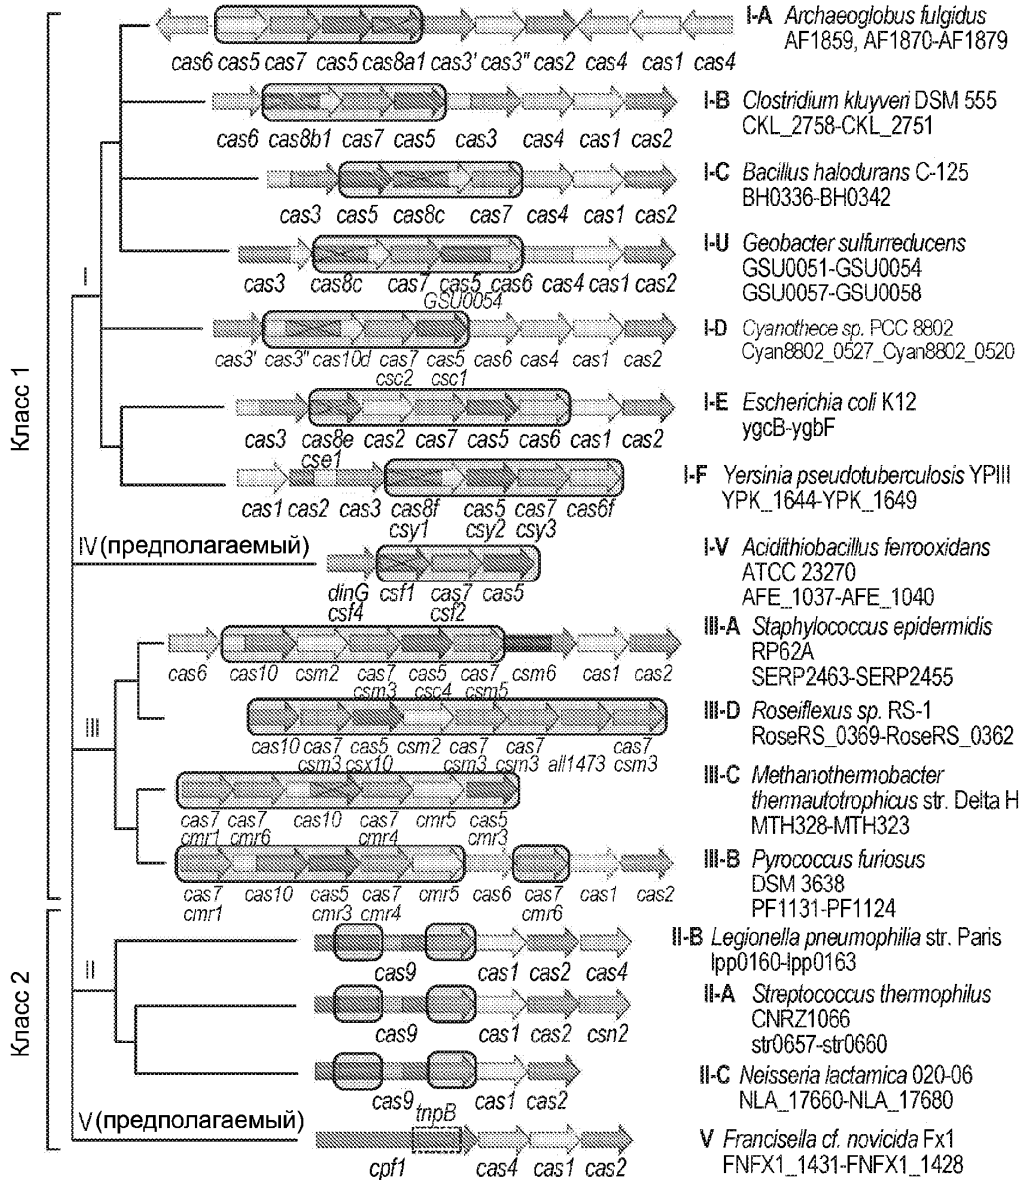 Класс 1
I
cas6 cas5 cas7 cas5 cas8a1 cas3' cas3" cas2 cas4 cas1 cas4
I-A Archaeoglobus fulgidus
AF1859, AF1870-AF1879
cas6 cas8b1 cas7 cas5 cas3 cas4 cas1 cas2
I-B Clostridium kluyveri DSM 555
CKL_2758-CKL_2751
cas3 cas5 cas8c cas7 cas4 cas1 cas2
I-C Bacillus halodurans C-125
BH0336-BH0342
cas3 cas8c cas7 cas5 cas6 cas4 cas1 cas2
GSU0054
I-U Geobacter sulfurreducens
GSU0051-GSU0054
GSU0057-GSU0058
cas3' cas3" cas10d cas7 cas5 cas6 cas4 cas1 cas2
csc2 csc1
I-D Cyanothece sp. PCC 8802
Cyan8802_0527_Cyan8802_0520
cas3 cas8e cas2 cas7 cas5 cas6 cas1 cas2
cse1
I-E Escherichia coli K12
ygcB-ygbF
cas1 cas2 cas3 cas8f cas5 cas7 cas6f
csy1 csy2 csy3
I-F Yersinia pseudotuberculosis YPIII
YPK_1644-YPK_1649
IV (предполагаемый)
dinG csf1 cas7 cas5
csf4 csf2
I-V Acidithiobacillus ferrooxidans
ATCC 23270
AFE_1037-AFE_1040
III
cas6 cas10 csm2 cas7 cas5 cas7 csm6 cas1 cas2
csm3 csc4 csm5
III-A Staphylococcus epidermidis
RP62A
SERP2463-SERP2455
cas10 cas7 cas5 csm2 cas7 cas7 all1473 cas7
csm3 csx10 csm3 csm3 csm3
III-D Roseiflexus sp. RS-1
RoseRS_0369-RoseRS_0362
cas7 cas7 cas10 cas7 cmr5 cas5
cmr1 cmr6 cmr4 cmr3
III-C Methanothermobacter
thermautotrophicus str. Delta H
MTH328-MTH323
cas7 cas10 cas5 cas7 cmr5 cas6 cas7 cas1 cas2
cmr1 cmr3 cmr4 cmr6
III-B Pyrococcus furiosus
DSM 3638
PF1131-PF1124
Класс 2
II
cas9 cas1 cas2 cas4
II-B Legionella pneumophilia str. Paris
lpp0160-lpp0163
cas9 cas1 cas2 csn2
II-A Streptococcus thermophilus
CNRZ1066
str0657-str0660
cas9 cas1 cas2
II-C Neisseria lactamica 020-06
NLA_17660-NLA_17680
V (предполагаемый)
tnpB
cpf1 cas4 cas1 cas2
V Francisella cf. novicida Fx1
FNFX1_1431-FNFX1_1428